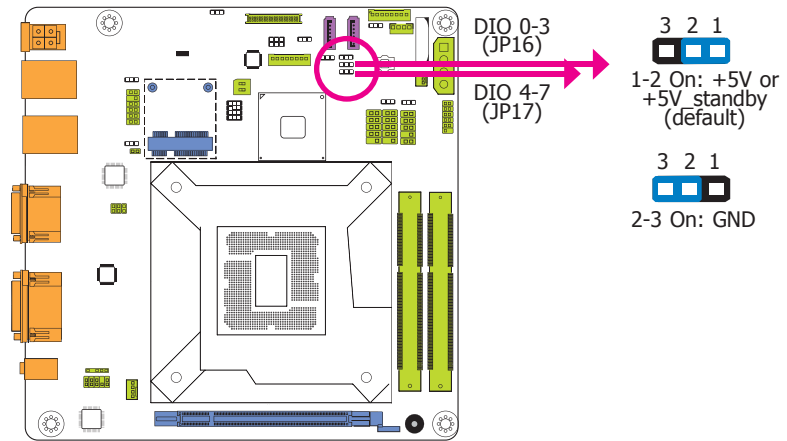 DIO 0-3
(JP16)
DIO 4-7
(JP17)
3 2 1
1-2 On: +5V or
+5V_standby
(default)
3 2 1
2-3 On: GND